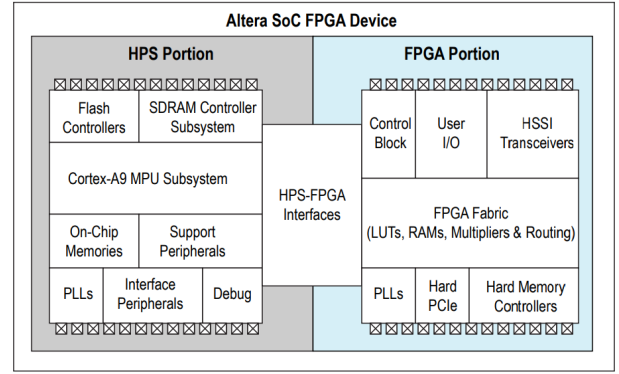 Altera SoC FPGA Device
HPS Portion
FPGA Portion
Flash
Controllers
SDRAM Controller
Subsystem
Cortex-A9 MPU Subsystem
On-Chip
Memories
Support
Peripherals
PLLs
Interface
Peripherals
Debug
HPS-FPGA
Interfaces
Control
Block
User
I/O
HSSI
Transceivers
FPGA Fabric
(LUTs, RAMs, Multipliers & Routing)
PLLs
Hard
PCIe
Hard Memory
Controllers